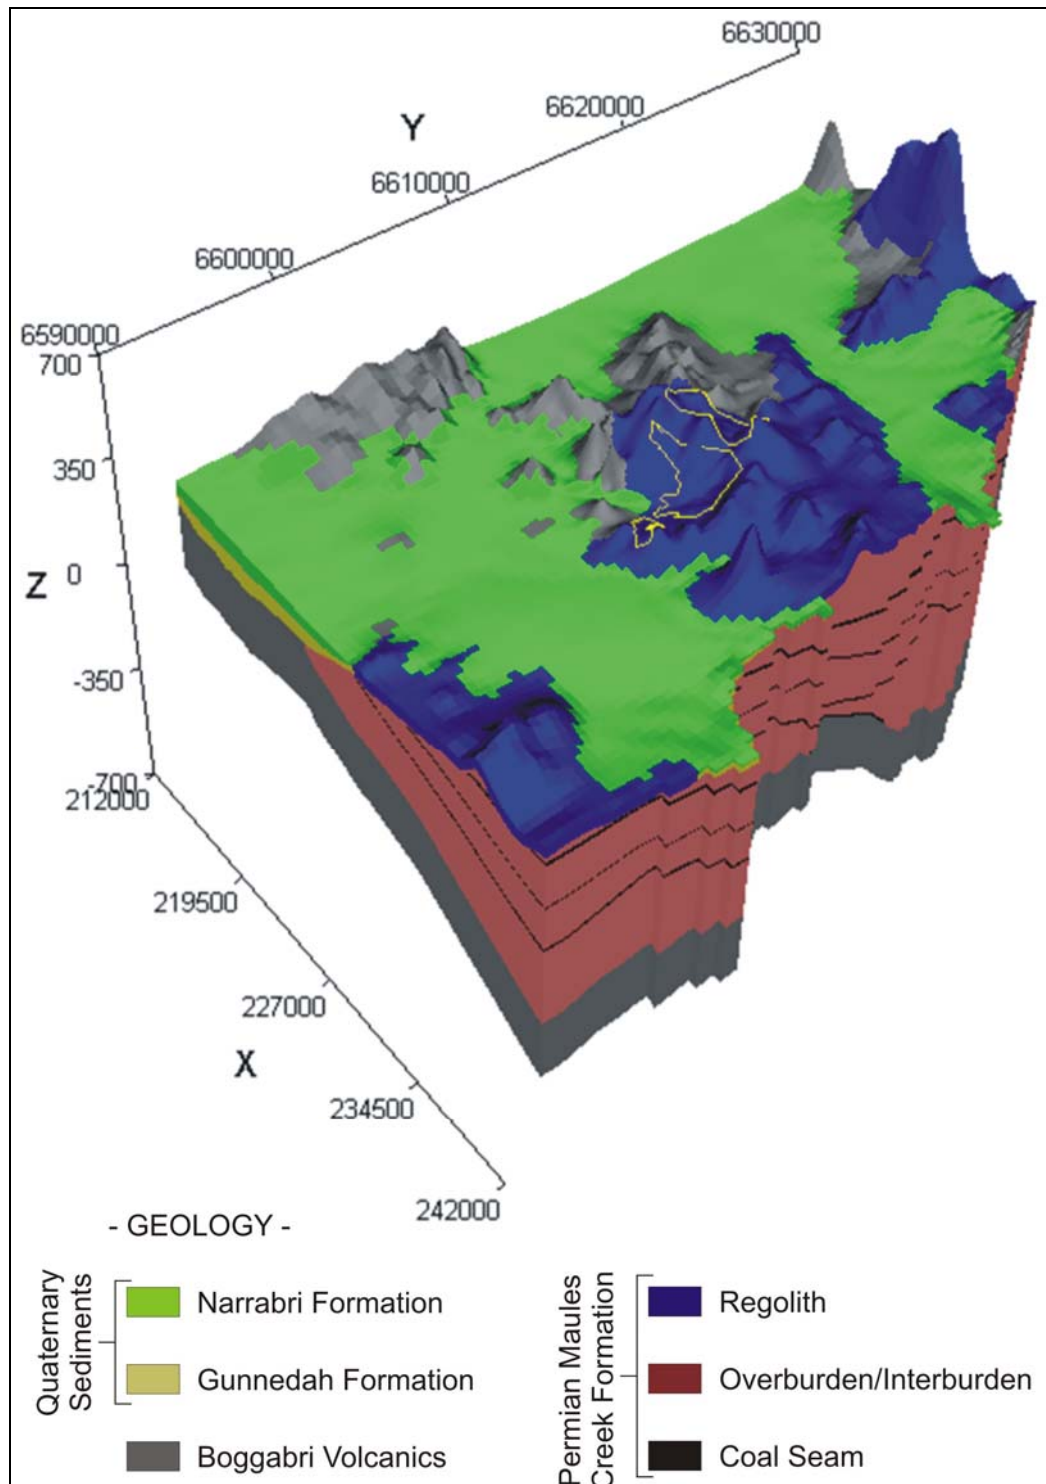 6630000
6620000
Y
6610000
6600000
6590000
700
350
Z
0
-350
-700
212000
219500
227000
X
234500
242000
- GEOLOGY -
Quaternary
Sediments
Narrabri Formation
Gunnedah Formation
Boggabri Volcanics
Permian Maules
Creek Formation
Regolith
Overburden/Interburden
Coal Seam